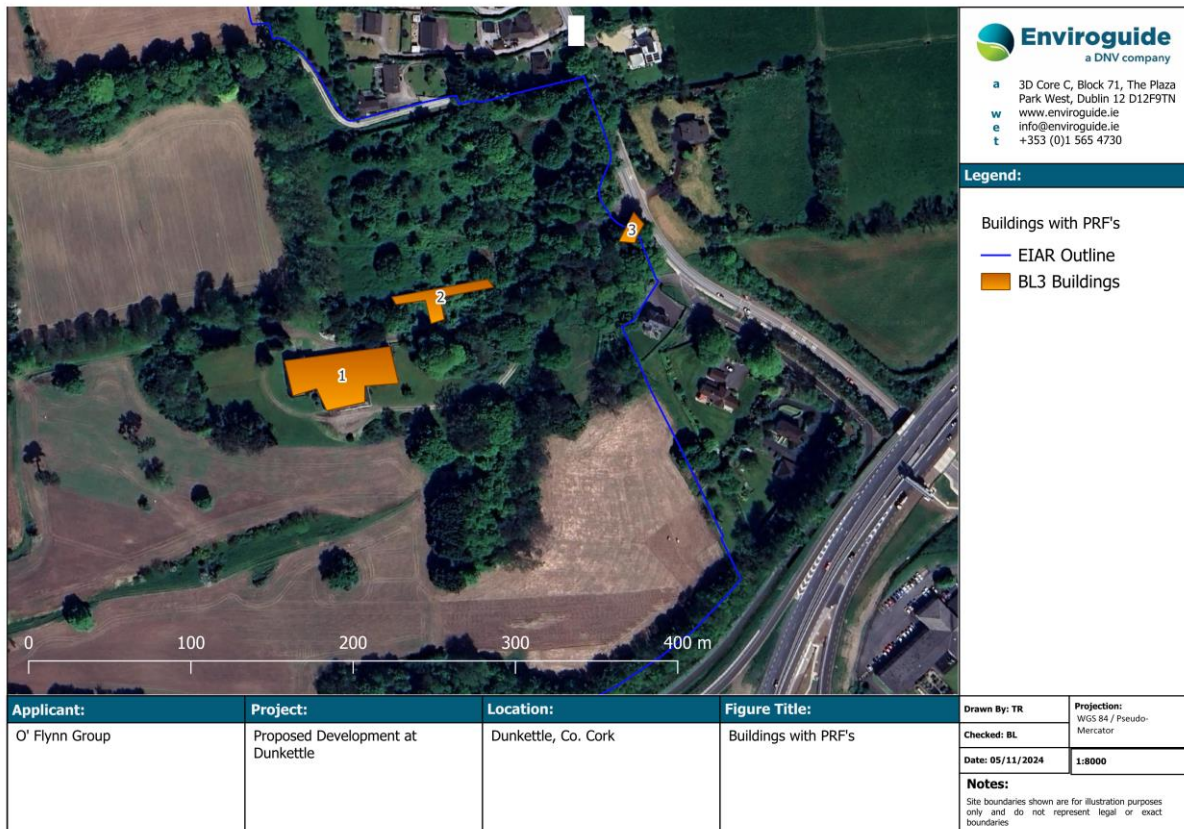 3
2
1
0 100 200 300 400 m
Enviroguide
a DNV company
a 3D Core C, Block 71, The Plaza
Park West, Dublin 12 D12F9TN
w www.enviroguide.ie
e info@enviroguide.ie
t +353 (0)1 565 4730
Legend:
Buildings with PRF's
EIAR Outline
BL3 Buildings
Applicant:
O' Flynn Group
Project:
Proposed Development at
Dunkettle
Location:
Dunkettle, Co. Cork
Figure Title:
Buildings with PRF's
Drawn By: TR
Checked: BL
Date: 05/11/2024
Projection:
WGS 84 / Pseudo-
Mercator
1:8000
Notes:
Site boundaries shown are for illustration purposes
only and do not represent legal or exact
boundaries